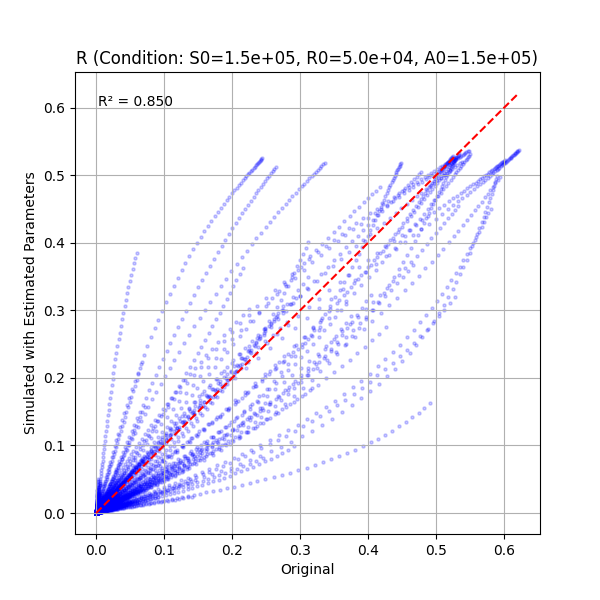 R (Condition: S0=1.5e+05, R0=5.0e+04, A0=1.5e+05)
R² = 0.850
0.6
0.5
0.4
0.3
0.2
0.1
0.0
Simulated with Estimated Parameters
0.0 0.1 0.2 0.3 0.4 0.5 0.6
Original